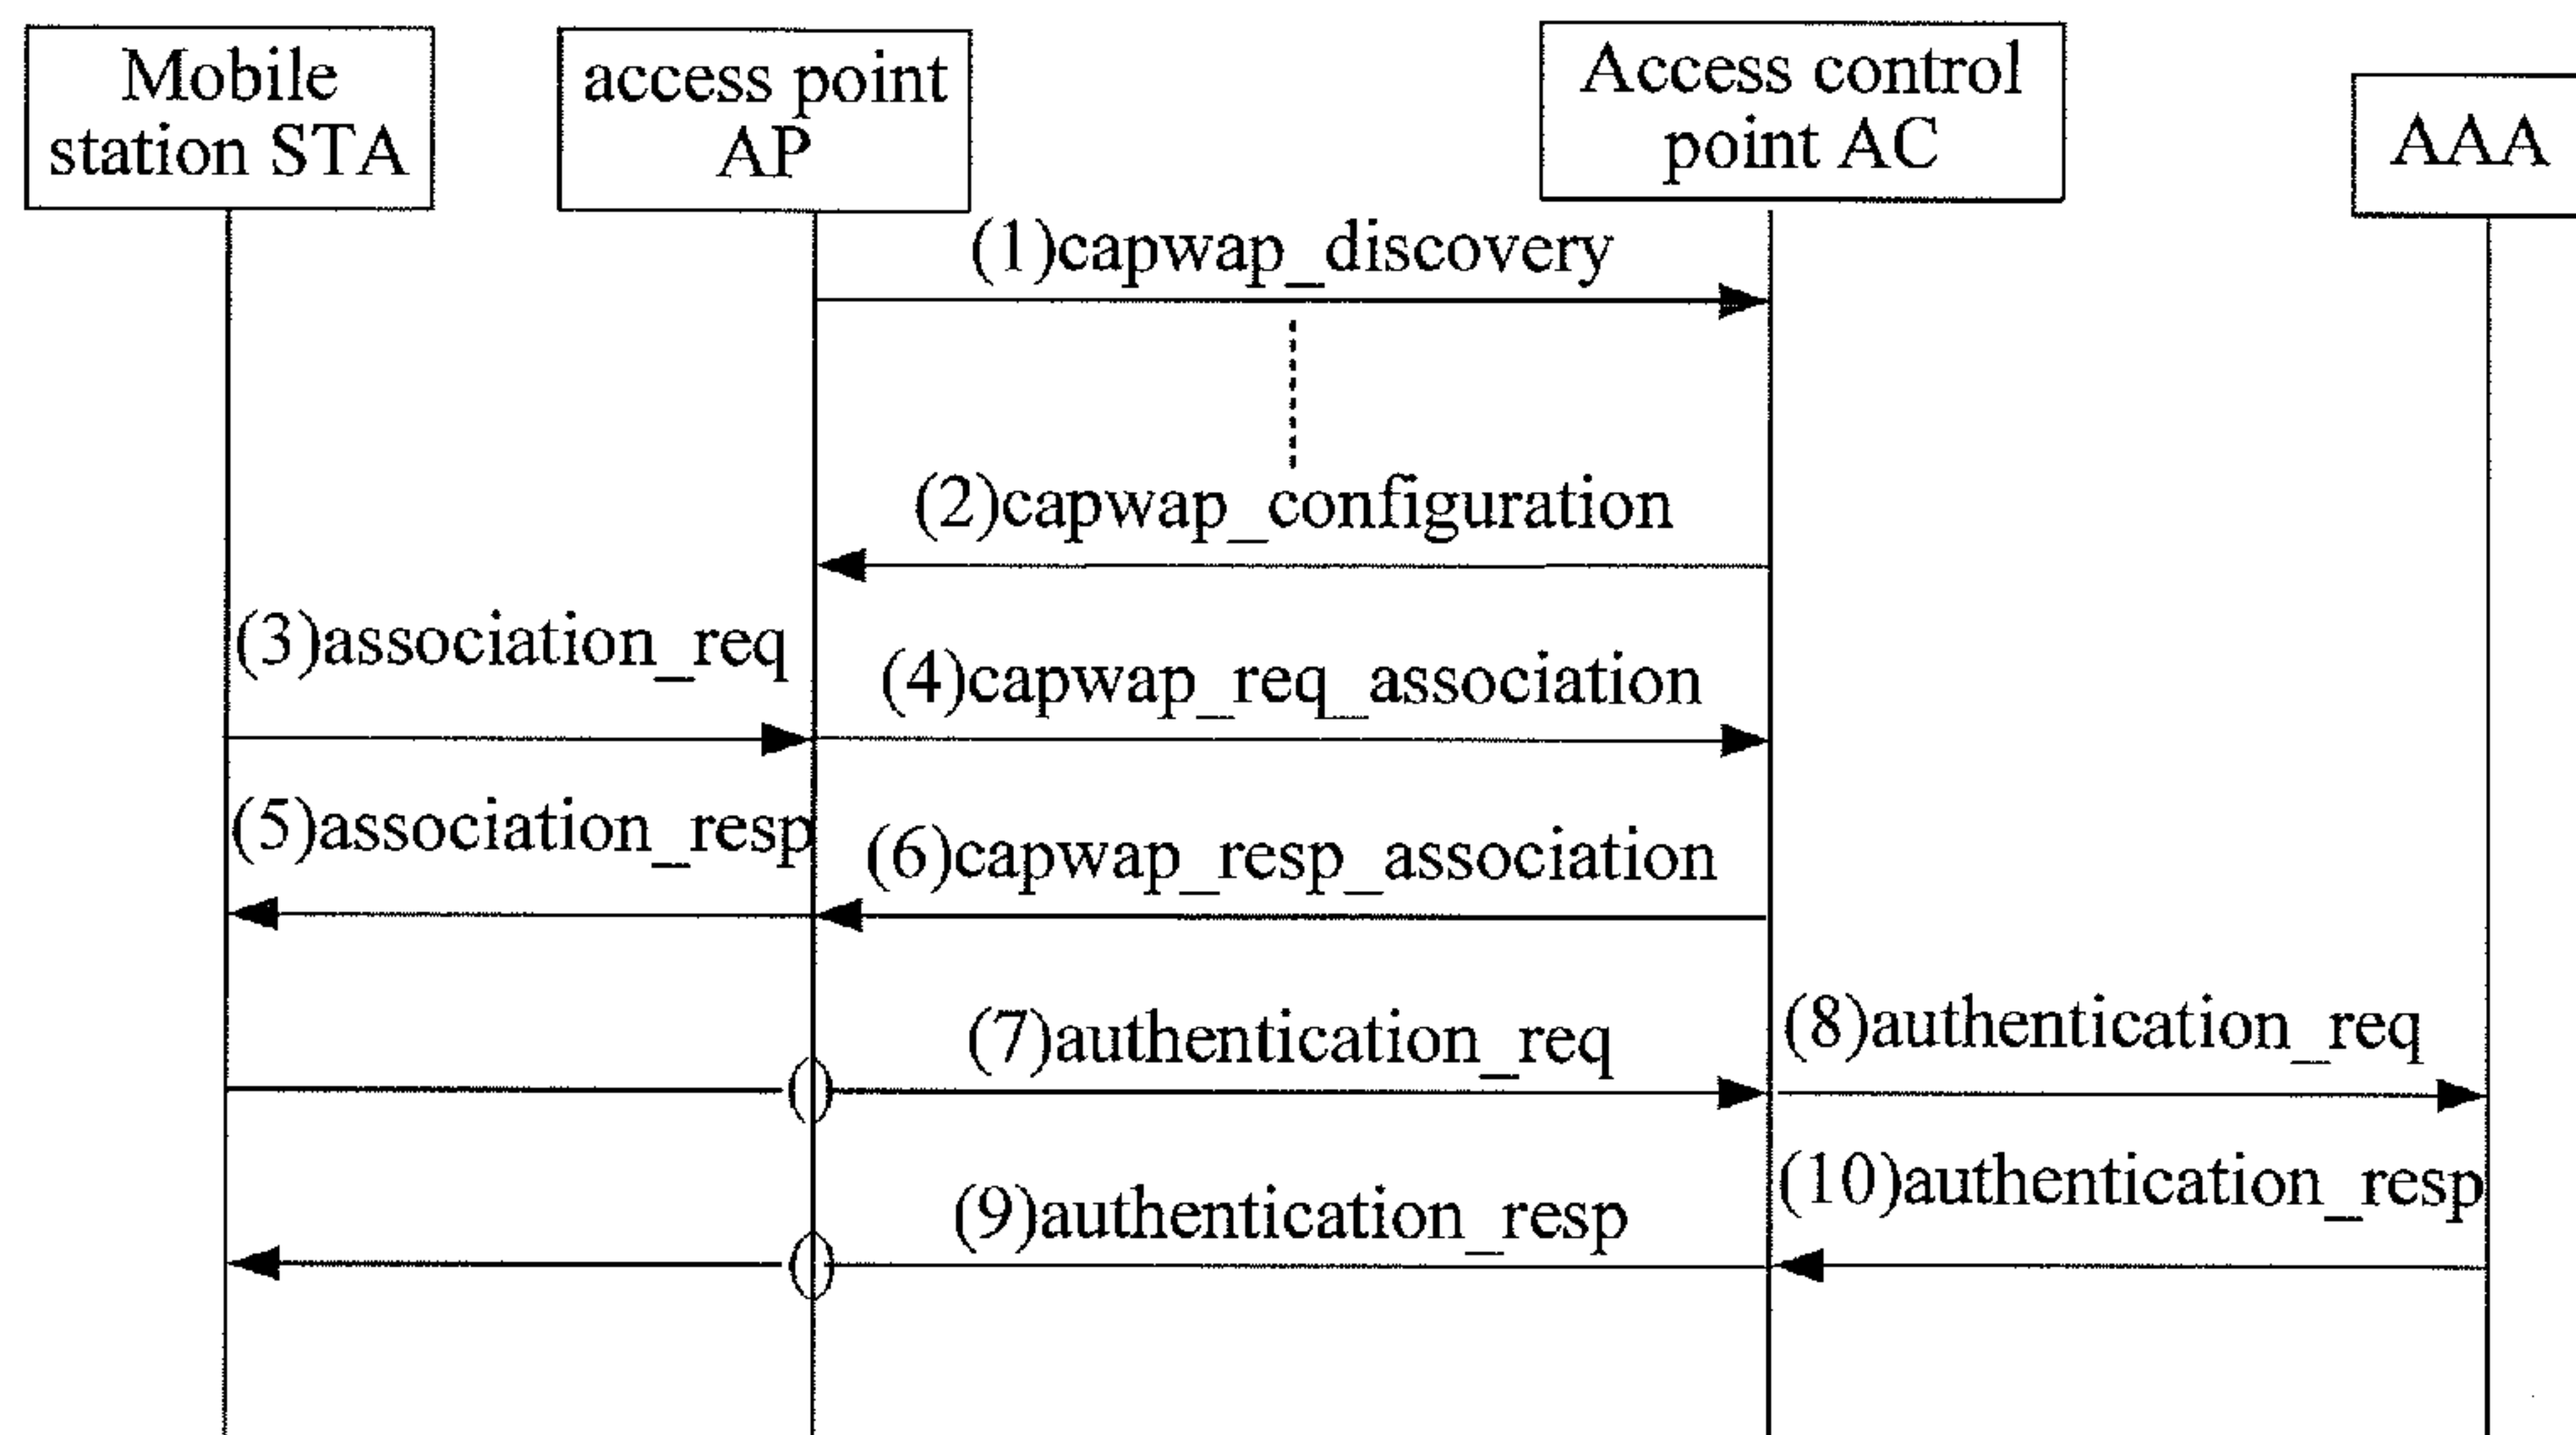 Mobile
station STA
access point
AP
Access control
point AC
AAA
(1)capwap_discovery
(2)capwap_configuration
(3)association_req
(4)capwap_req_association
(5)association_resp
(6)capwap_resp_association
(7)authentication_req
(8)authentication_req
(10)authentication_resp
(9)authentication_resp